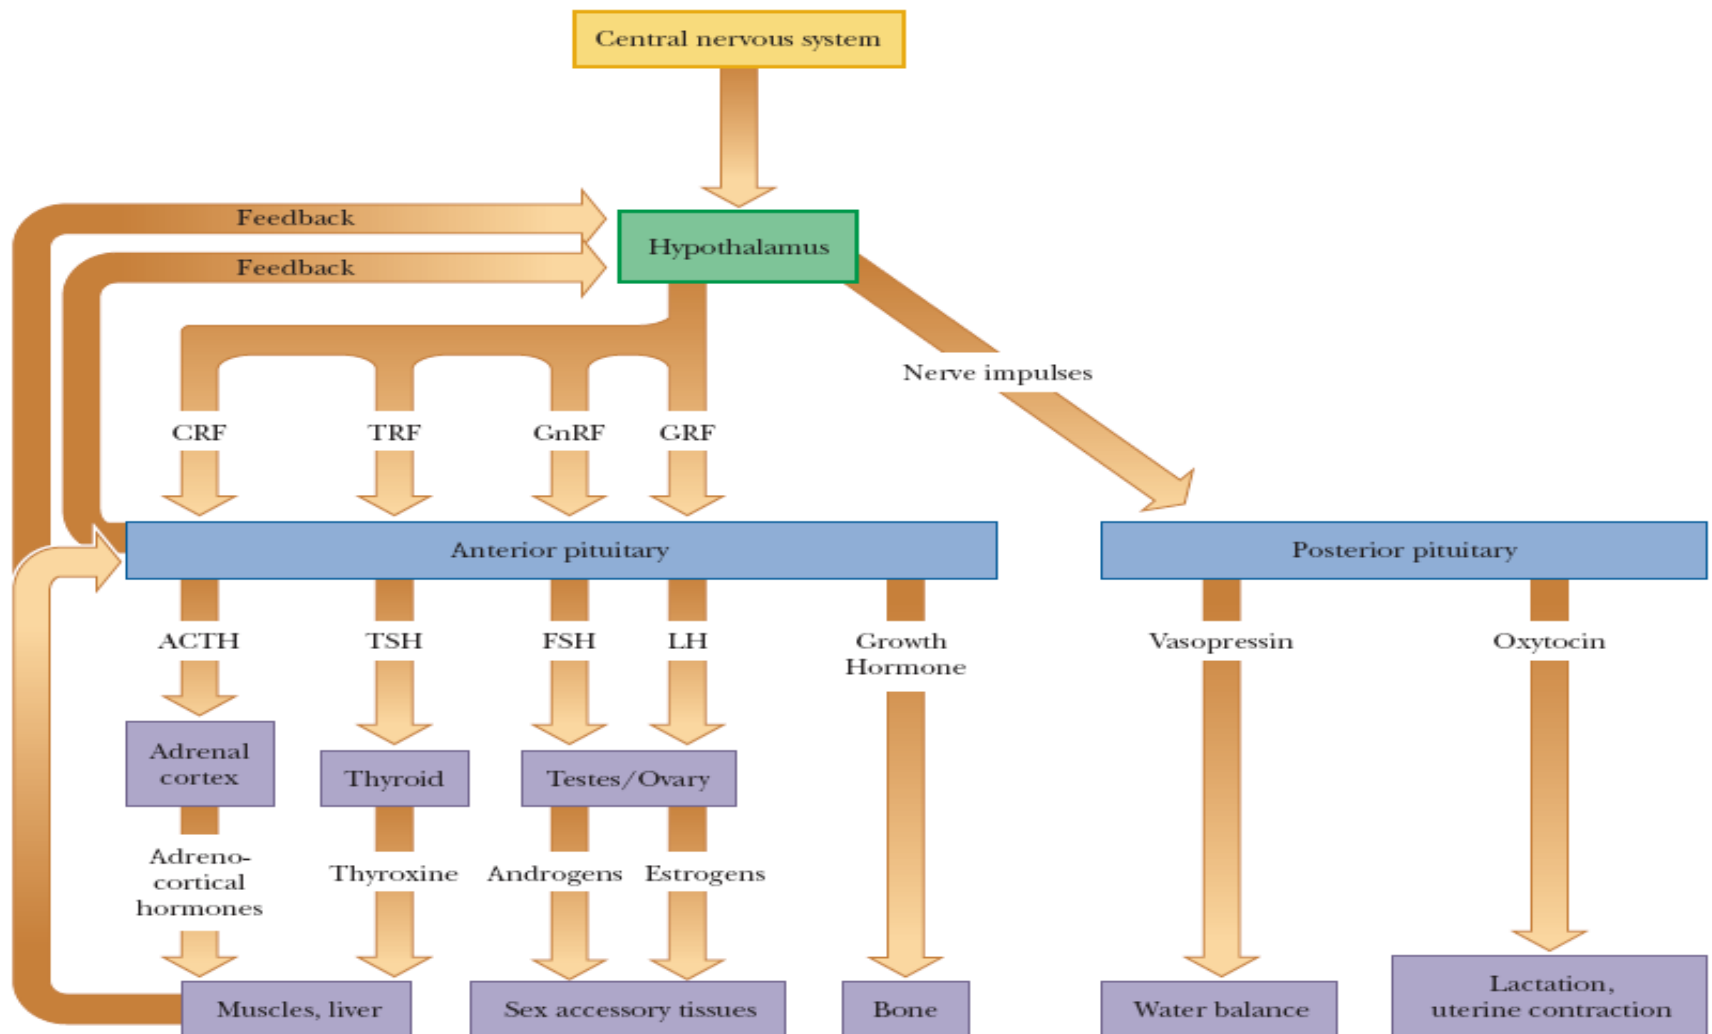 Central nervous system
Feedback
Hypothalamus
Feedback
Nerve impulses
CRF
TRF
GnRF
GRF
Anterior pituitary
Posterior pituitary
ACTH
TSH
FSH
LH
Growth
Hormone
Vasopressin
Oxytocin
Adrenal
cortex
Thyroid
Testes/Ovary
Adreno-
cortical
hormones
Thyroxine
Androgens
Estrogens
Muscles, liver
Sex accessory tissues
Bone
Water balance
Lactation,
uterine contraction